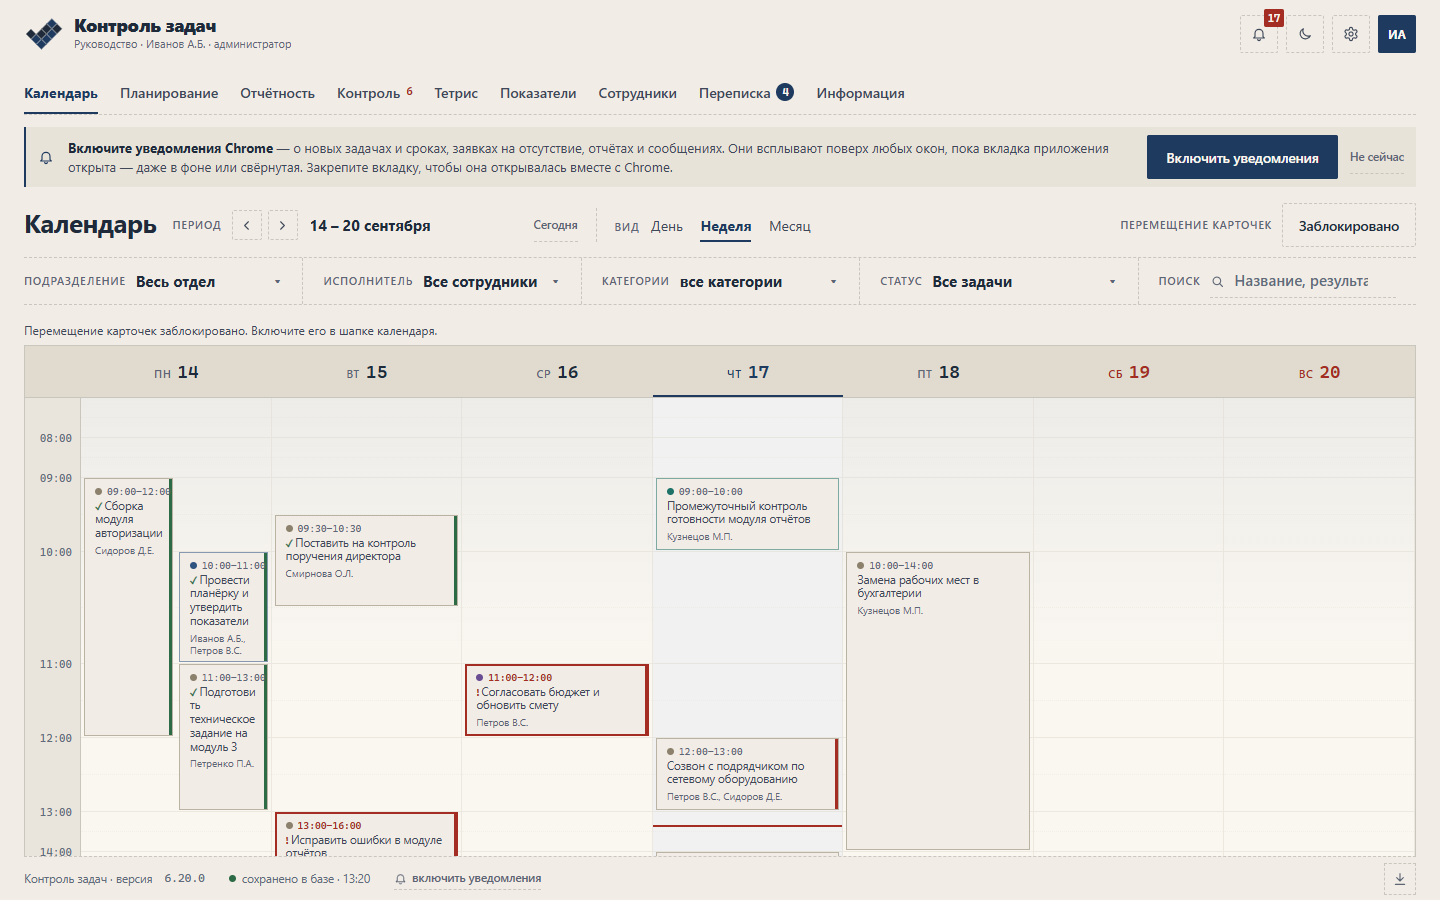 Контроль задач
Руководство · Иванов А.Б. · администратор
17
ИА
Календарь Планирование Отчётность Контроль 6 Тетрис Показатели Сотрудники Переписка 4 Информация
Включите уведомления Chrome — о новых задачах и сроках, заявках на отсутствие, отчётах и сообщениях. Они всплывают поверх любых окон, пока вкладка приложения
открыта — даже в фоне или свёрнутая. Закрепите вкладку, чтобы она открывалась вместе с Chrome.
Включить уведомления
Не сейчас
Календарь ПЕРИОД 14 – 20 сентября Сегодня ВИД День Неделя Месяц ПЕРЕМЕЩЕНИЕ КАРТОЧЕК Заблокировано
ПОДРАЗДЕЛЕНИЕ Весь отдел ИСПОЛНИТЕЛЬ Все сотрудники КАТЕГОРИИ все категории СТАТУС Все задачи ПОИСК Название, результа
Перемещение карточек заблокировано. Включите его в шапке календаря.
ПН 14 ВТ 15 СР 16 ЧТ 17 ПТ 18 СБ 19 ВС 20
08:00
09:00
10:00
11:00
12:00
13:00
14:00
09:00–12:00
✓ Сборка
модуля
авторизации
Сидоров Д.Е.
10:00–11:00
✓ Провести
планёрку и
утвердить
показатели
Иванов А.Б.,
Петров В.С.
11:00–13:00
✓ Подготови
ть
техническое
задание на
модуль 3
Петренко П.А.
09:30–10:30
✓ Поставить на контроль
поручения директора
Смирнова О.Л.
13:00–16:00
! Исправить ошибки в модуле
отчётов
11:00–12:00
! Согласовать бюджет и
обновить смету
Петров В.С.
09:00–10:00
Промежуточный контроль
готовности модуля отчётов
Кузнецов М.П.
12:00–13:00
Созвон с подрядчиком по
сетевому оборудованию
Петров В.С., Сидоров Д.Е.
10:00–14:00
Замена рабочих мест в
бухгалтерии
Кузнецов М.П.
Контроль задач · версия 6.20.0 сохранено в базе · 13:20 включить уведомления